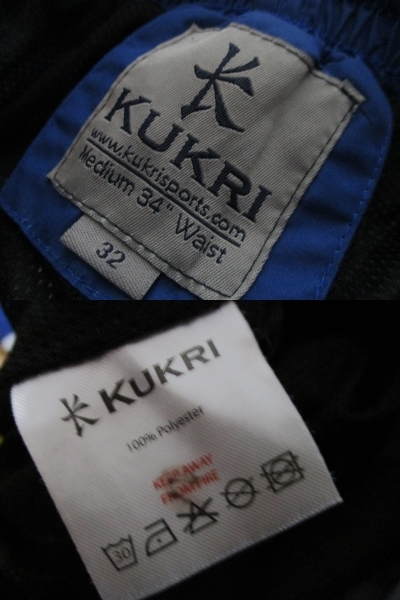 KUKRI
www.kukrisports.com
Medium 34" Waist
32
KUKRI
100% Polyester
KEEP AWAY
FROM FIRE
30